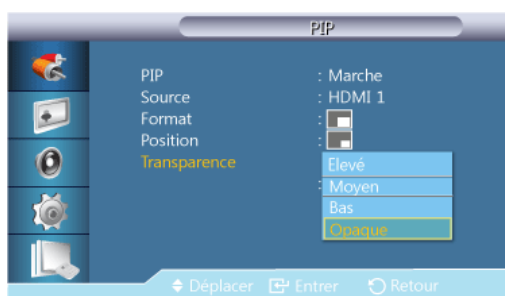 PIP
PIP : Marche
Source : HDMI 1
Format :
Position :
Transparence
Elevé
: Moyen
Bas
Opaque
Déplacer Entrer Retour